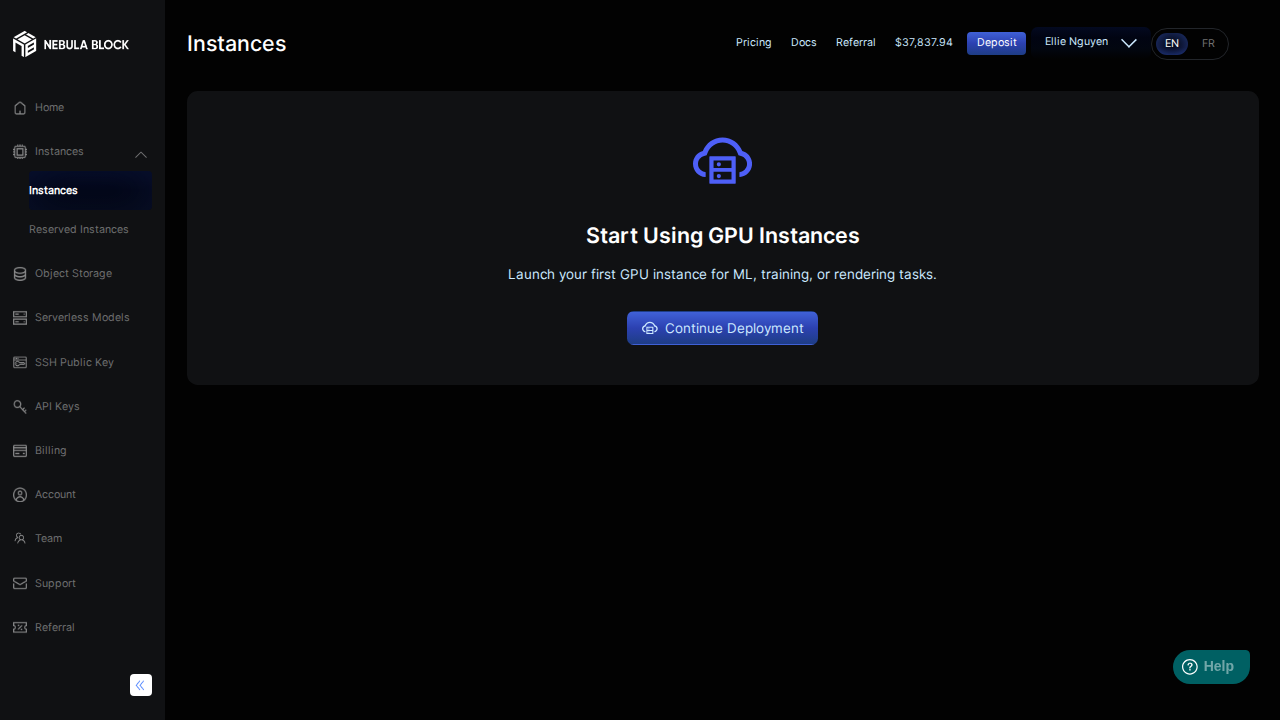 NEBULA BLOCK
Home
Instances
Instances
Reserved Instances
Object Storage
Serverless Models
SSH Public Key
API Keys
Billing
Account
Team
Support
Referral
Instances
Pricing
Docs
Referral
$37,837.94
Deposit
Ellie Nguyen
EN
FR
Start Using GPU Instances
Launch your first GPU instance for ML, training, or rendering tasks.
Continue Deployment
Help